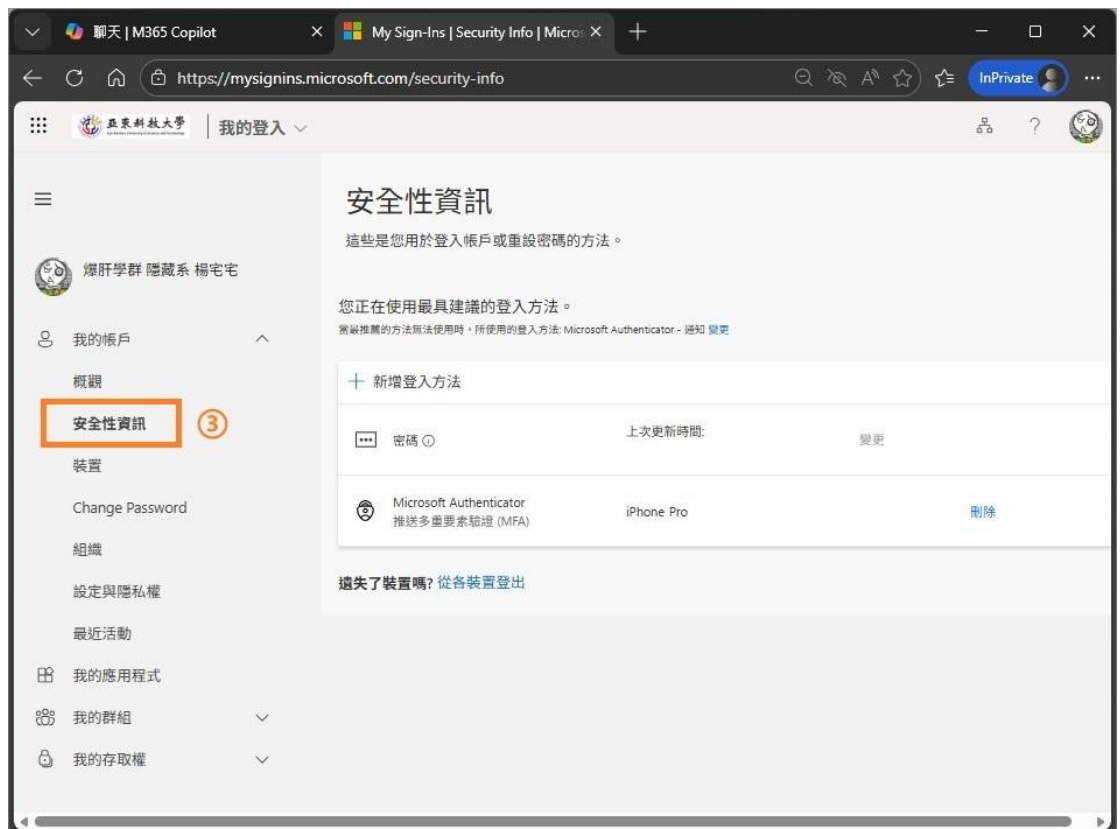 聊天 | M365 Copilot
My Sign-Ins | Security Info | Micros
https://mysignins.microsoft.com/security-info
InPrivate
亞東科技大學
我的登入
安全性資訊
這些是您用於登入帳戶或重設密碼的方法。
爆肝學群 隱藏系 楊宅宅
您正在使用最具建議的登入方法。
當最推薦的方法無法使用時，所使用的登入方法: Microsoft Authenticator - 通知 變更
我的帳戶
概觀
安全性資訊
③
裝置
Change Password
組織
設定與隱私權
最近活動
我的應用程式
我的群組
我的存取權
+ 新增登入方法
密碼
上次更新時間:
變更
Microsoft Authenticator
推送多重要素驗證 (MFA)
iPhone Pro
刪除
遺失了裝置嗎? 從各裝置登出